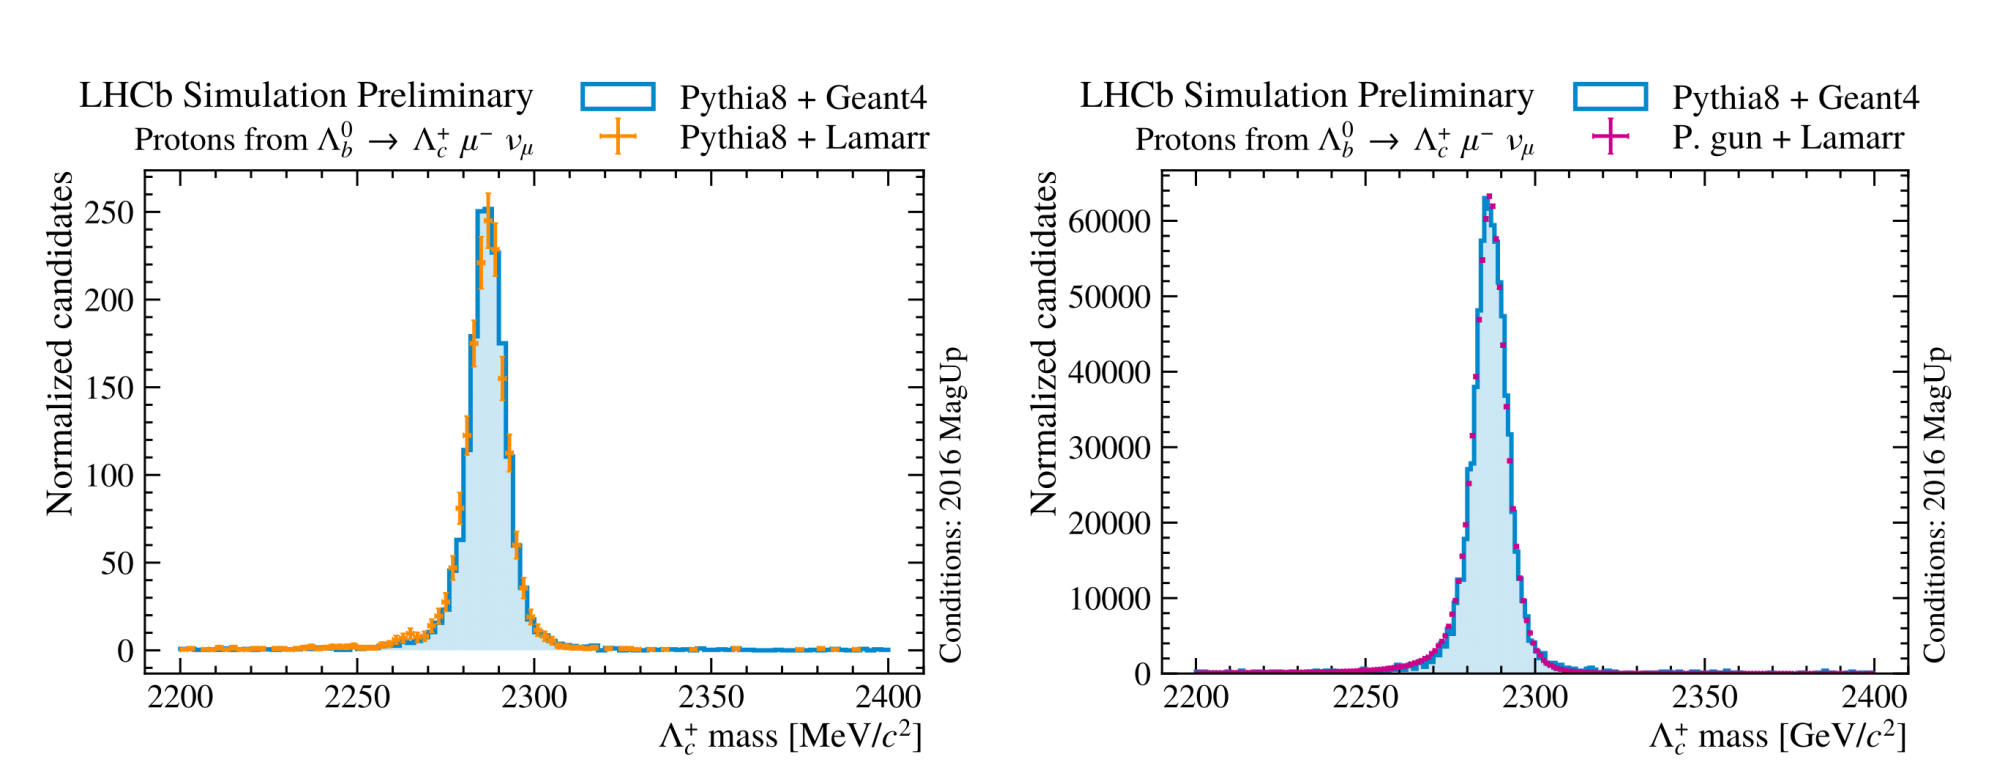 LHCb Simulation Preliminary
Protons from Λ_b^0 → Λ_c^+ μ^− ν_μ
Pythia8 + Geant4
Pythia8 + Lamarr
Normalized candidates
250
200
150
100
50
0
2200 2250 2300 2350 2400
Λ_c^+ mass [MeV/c^2]
Conditions: 2016 MagUp
LHCb Simulation Preliminary
Protons from Λ_b^0 → Λ_c^+ μ^− ν_μ
Pythia8 + Geant4
P. gun + Lamarr
Normalized candidates
60000
50000
40000
30000
20000
10000
0
2200 2250 2300 2350 2400
Λ_c^+ mass [GeV/c^2]
Conditions: 2016 MagUp